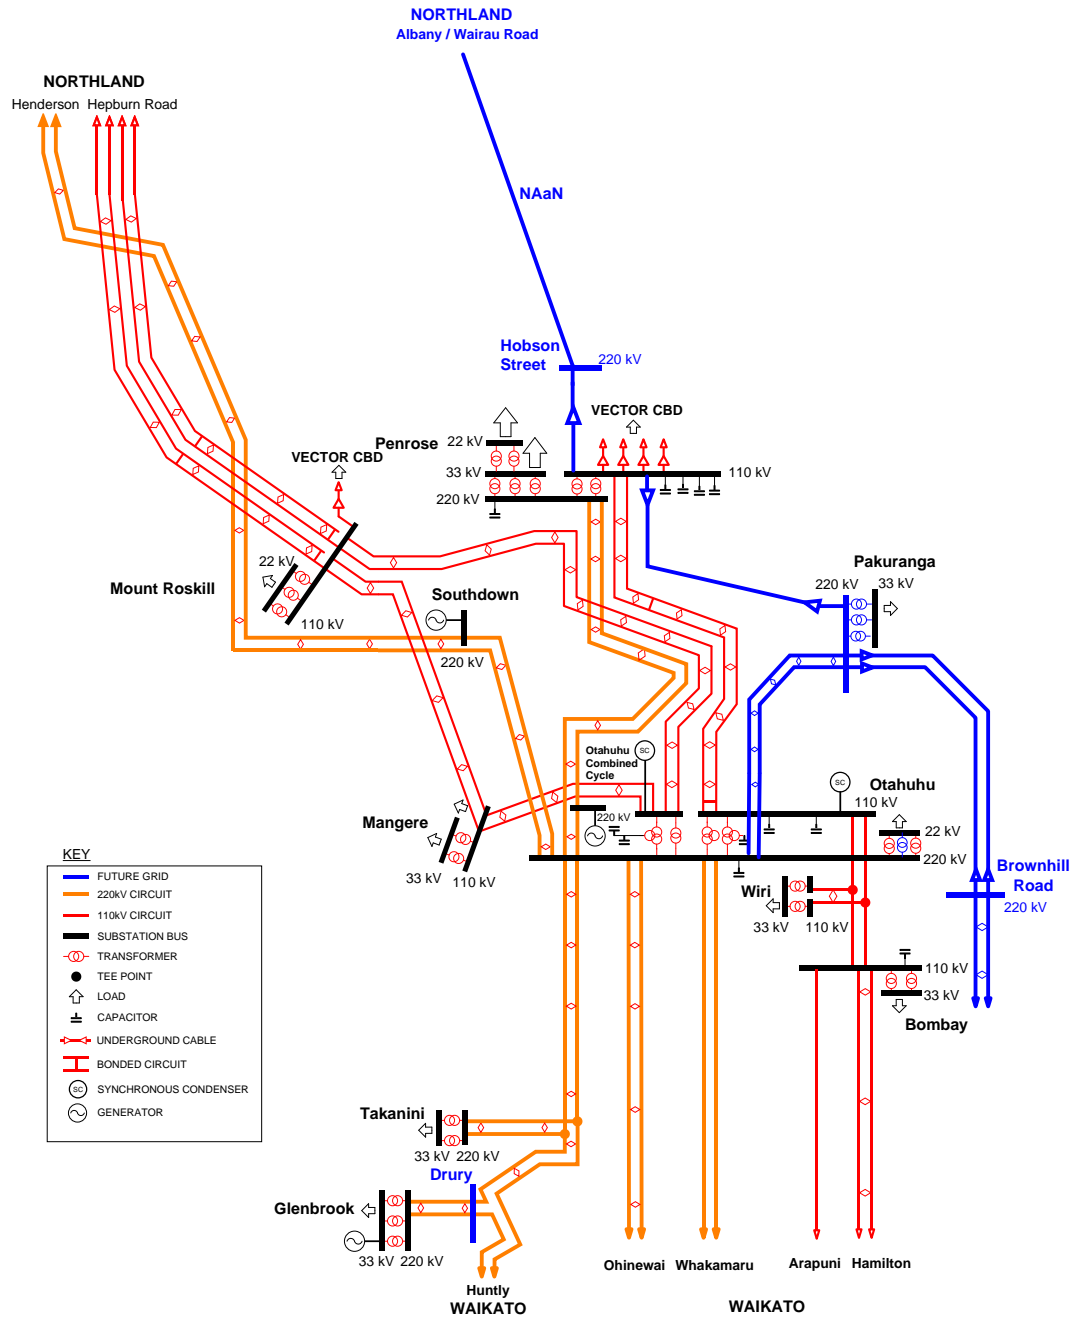 NORTHLAND
Albany / Wairau Road
NORTHLAND
Henderson
Hepburn Road
NAaN
Hobson
Street
220 kV
VECTOR CBD
Penrose
22 kV
33 kV
220 kV
110 kV
VECTOR CBD
22 kV
Mount Roskill
110 kV
Southdown
220 kV
Pakuranga
220 kV
33 kV
Otahuhu
Combined
Cycle
SC
220 kV
SC
Otahuhu
110 kV
22 kV
220 kV
Mangere
33 kV
110 kV
Wiri
33 kV
110 kV
Brownhill
Road
220 kV
110 kV
33 kV
Bombay
KEY
FUTURE GRID
220kV CIRCUIT
110kV CIRCUIT
SUBSTATION BUS
TRANSFORMER
TEE POINT
LOAD
CAPACITOR
UNDERGROUND CABLE
BONDED CIRCUIT
SC
SYNCHRONOUS CONDENSER
GENERATOR
Takanini
33 kV
220 kV
Drury
Glenbrook
33 kV
220 kV
Huntly
WAIKATO
Ohinewai
Whakamaru
Arapuni
Hamilton
WAIKATO